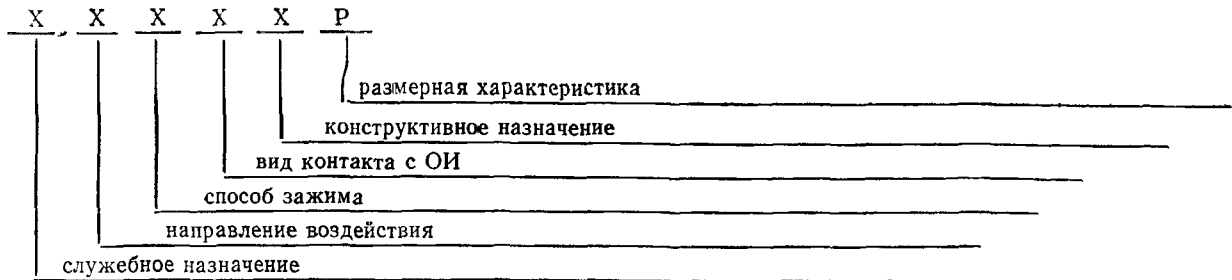 X. X X X X P
размерная характеристика
конструктивное назначение
вид контакта с ОИ
способ зажима
направление воздействия
служебное назначение